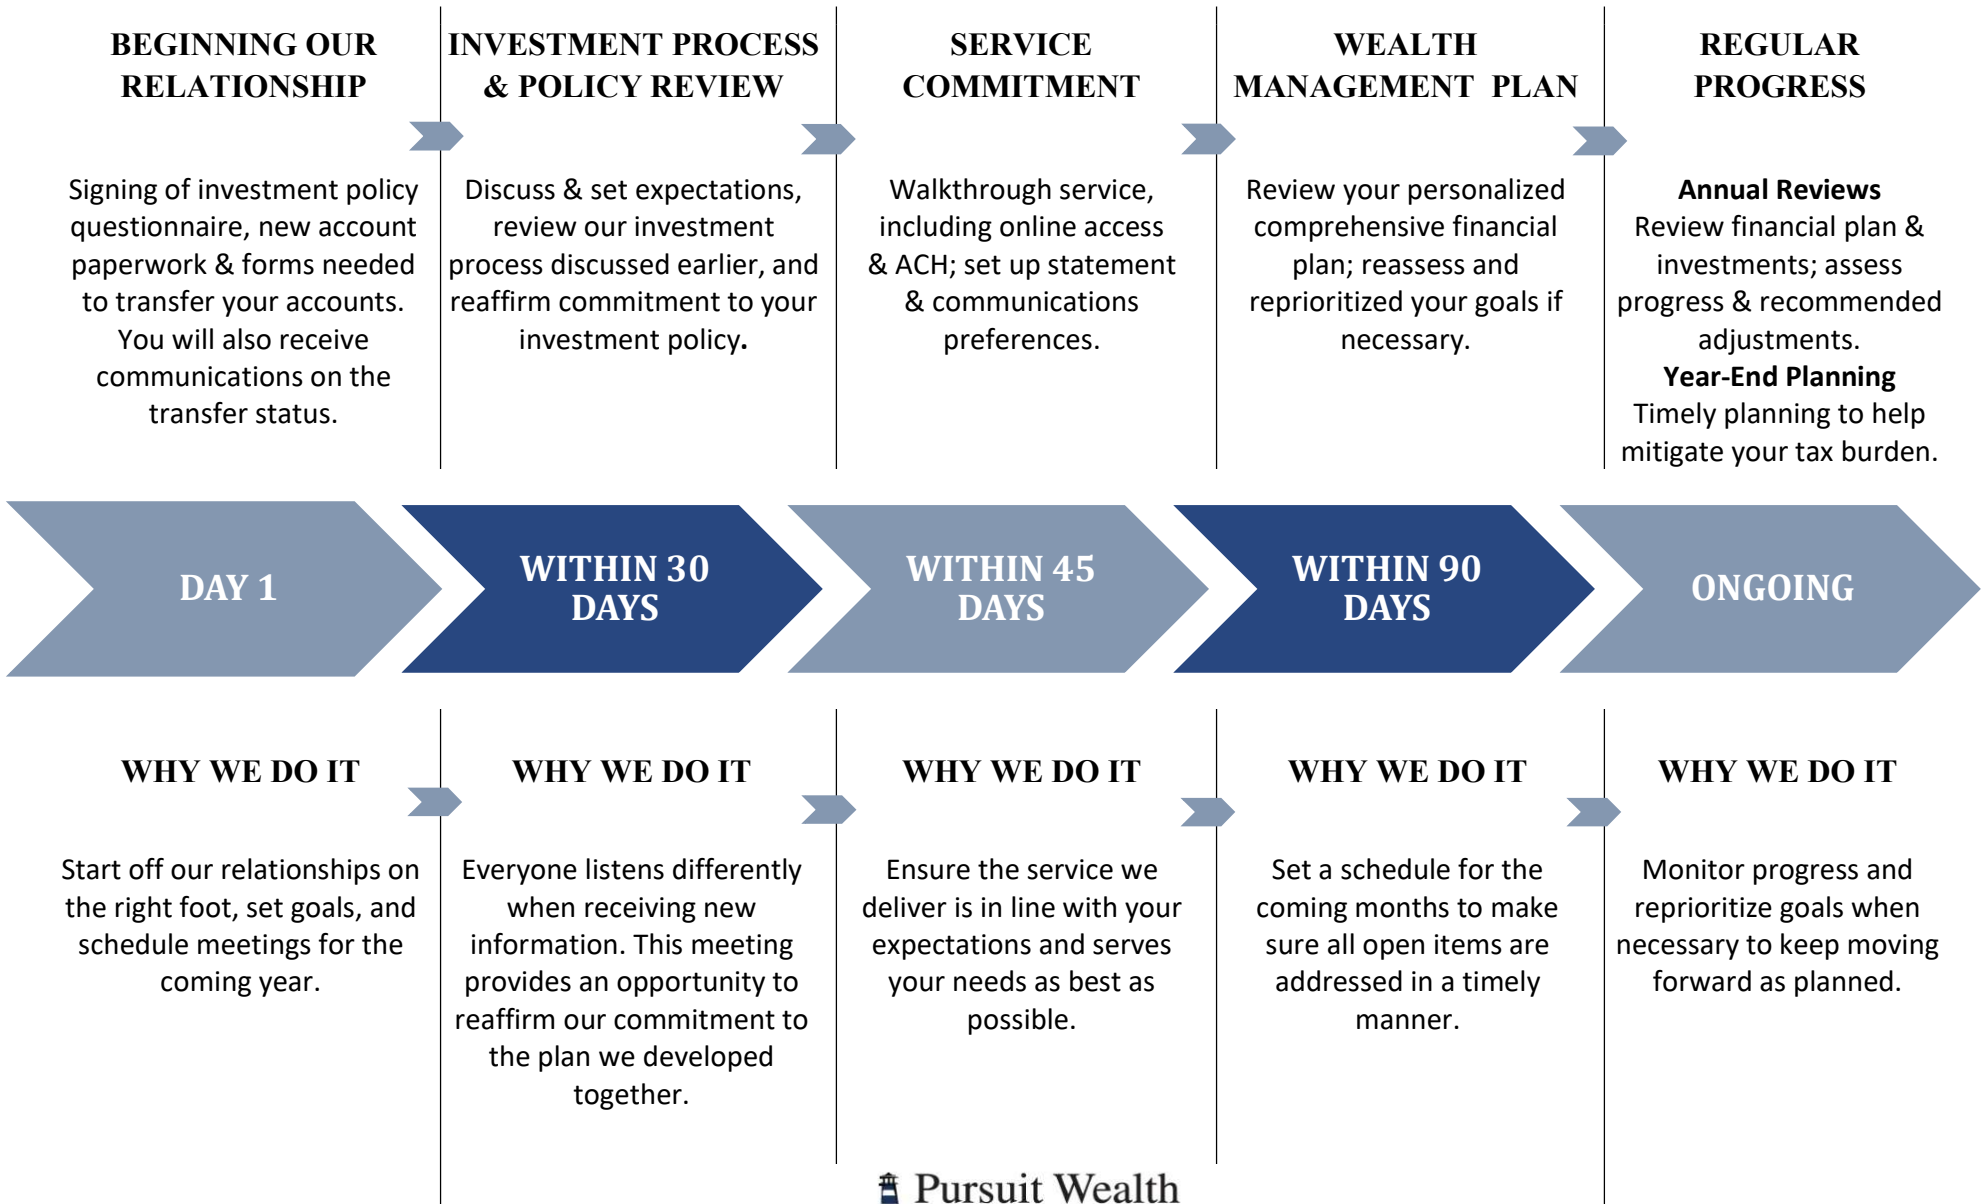 BEGINNING OUR
RELATIONSHIP
Signing of investment policy
questionnaire, new account
paperwork & forms needed
to transfer your accounts.
You will also receive
communications on the
transfer status.
INVESTMENT PROCESS
& POLICY REVIEW
Discuss & set expectations,
review our investment
process discussed earlier, and
reaffirm commitment to your
investment policy.
SERVICE
COMMITMENT
Walkthrough service,
including online access
& ACH; set up statement
& communications
preferences.
WEALTH
MANAGEMENT PLAN
Review your personalized
comprehensive financial
plan; reassess and
reprioritized your goals if
necessary.
REGULAR
PROGRESS
Annual Reviews
Review financial plan &
investments; assess
progress & recommended
adjustments.
Year-End Planning
Timely planning to help
mitigate your tax burden.
DAY 1
WITHIN 30
DAYS
WITHIN 45
DAYS
WITHIN 90
DAYS
ONGOING
WHY WE DO IT
Start off our relationships on
the right foot, set goals, and
schedule meetings for the
coming year.
WHY WE DO IT
Everyone listens differently
when receiving new
information. This meeting
provides an opportunity to
reaffirm our commitment to
the plan we developed
together.
WHY WE DO IT
Ensure the service we
deliver is in line with your
expectations and serves
your needs as best as
possible.
WHY WE DO IT
Set a schedule for the
coming months to make
sure all open items are
addressed in a timely
manner.
WHY WE DO IT
Monitor progress and
reprioritize goals when
necessary to keep moving
forward as planned.
Pursuit Wealth